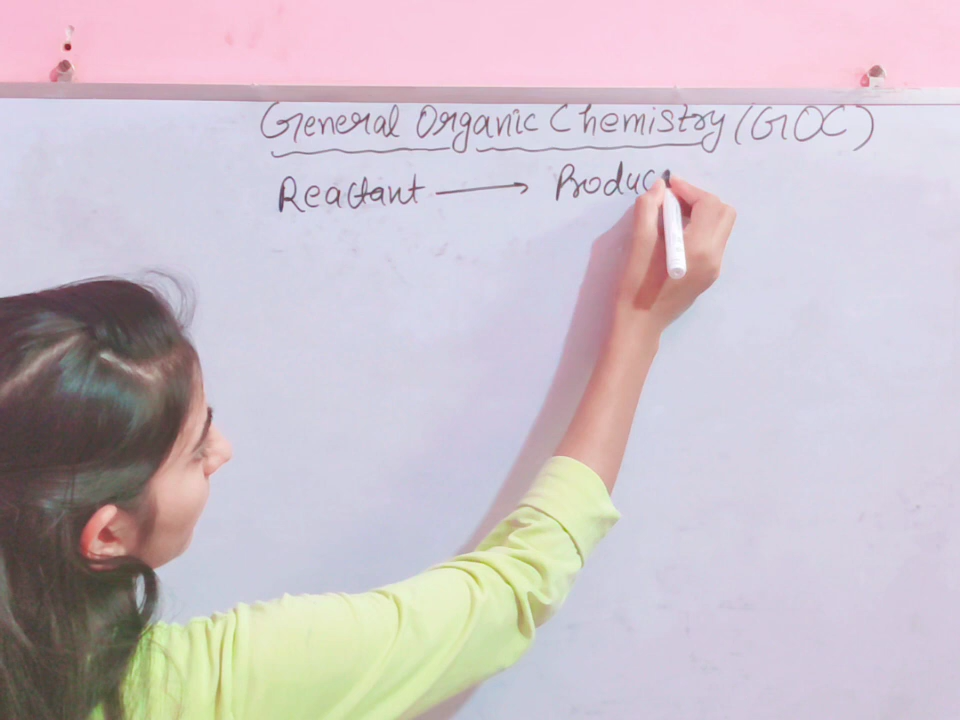 General Organic Chemistry (GOC)
Reactant → Produc